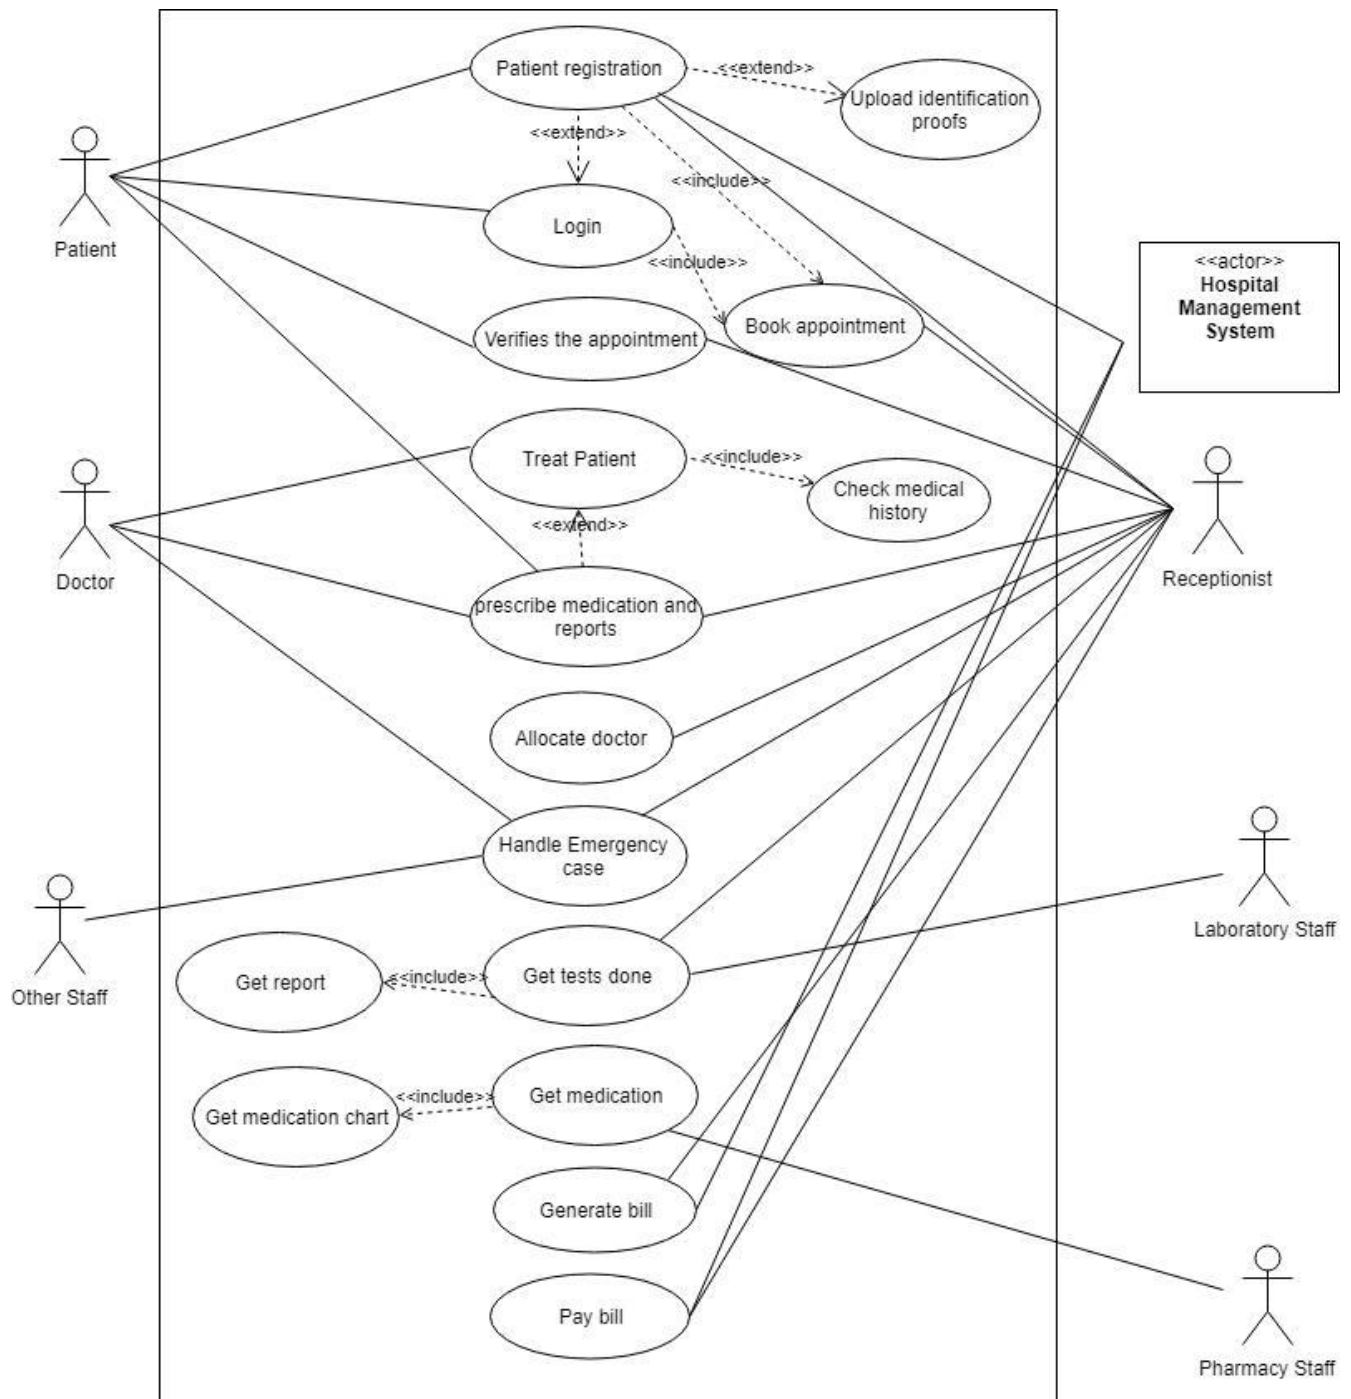 Patient registration
<<extend>>
Upload identification
proofs
<<extend>>
<<include>>
Patient
Login
<<include>>
<<actor>>
Hospital
Management
System
Verifies the appointment
Book appointment
Treat Patient
<<include>>
Check medical
history
<<extend>>
Doctor
Receptionist
prescribe medication and
reports
Allocate doctor
Handle Emergency
case
Other Staff
Laboratory Staff
Get report
<<include>>
Get tests done
Get medication chart
<<include>>
Get medication
Generate bill
Pay bill
Pharmacy Staff